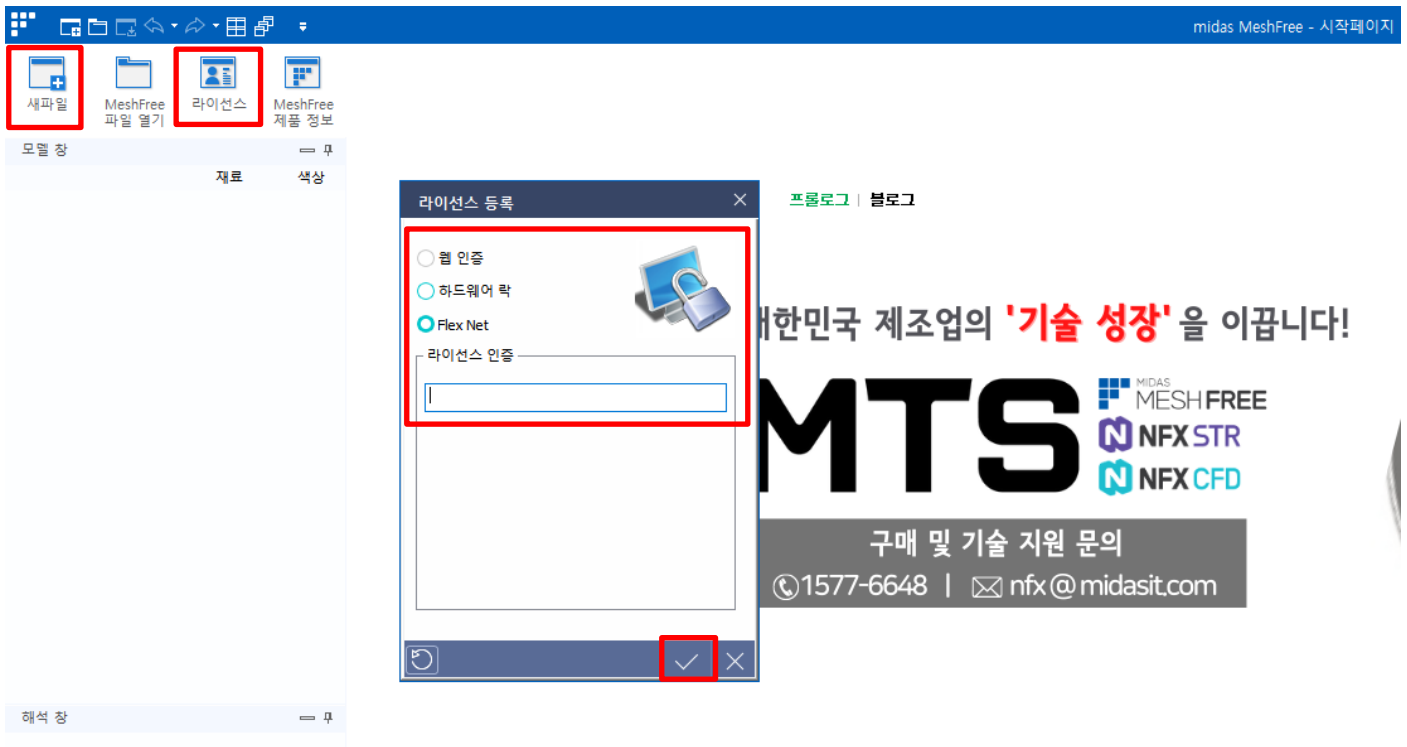 midas MeshFree - 시작페이지
새파일
MeshFree
파일 열기
라이선스
MeshFree
제품 정보
모델 창
재료 색상
라이선스 등록
웹 인증
하드웨어 락
Flex Net
라이선스 인증
프롤로그 | 블로그
대한민국 제조업의 '기술 성장' 을 이끕니다!
MTS
MIDAS
MESHFREE
NFX STR
NFX CFD
구매 및 기술 지원 문의
1577-6648 | nfx@midasit.com
해석 창